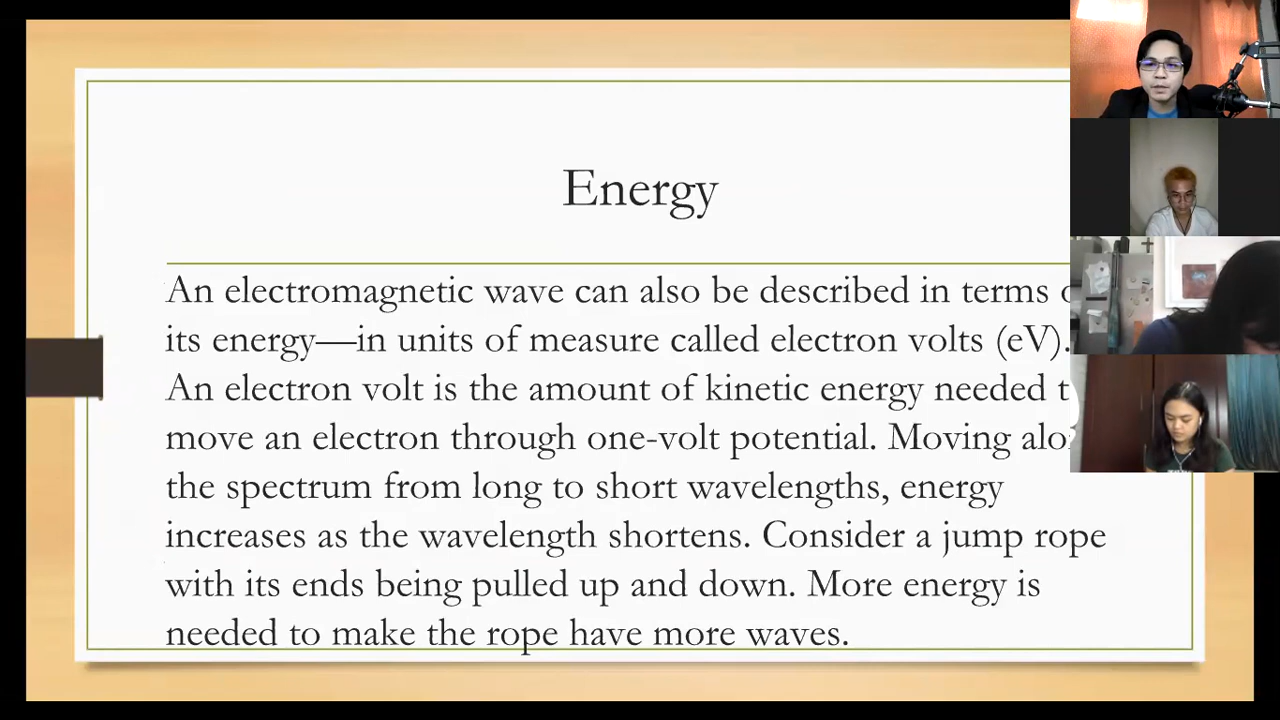 Energy
An electromagnetic wave can also be described in terms
its energy—in units of measure called electron volts (eV).
An electron volt is the amount of kinetic energy needed
move an electron through one-volt potential. Moving
the spectrum from long to short wavelengths, energy
increases as the wavelength shortens. Consider a jump rope
with its ends being pulled up and down. More energy is
needed to make the rope have more waves.